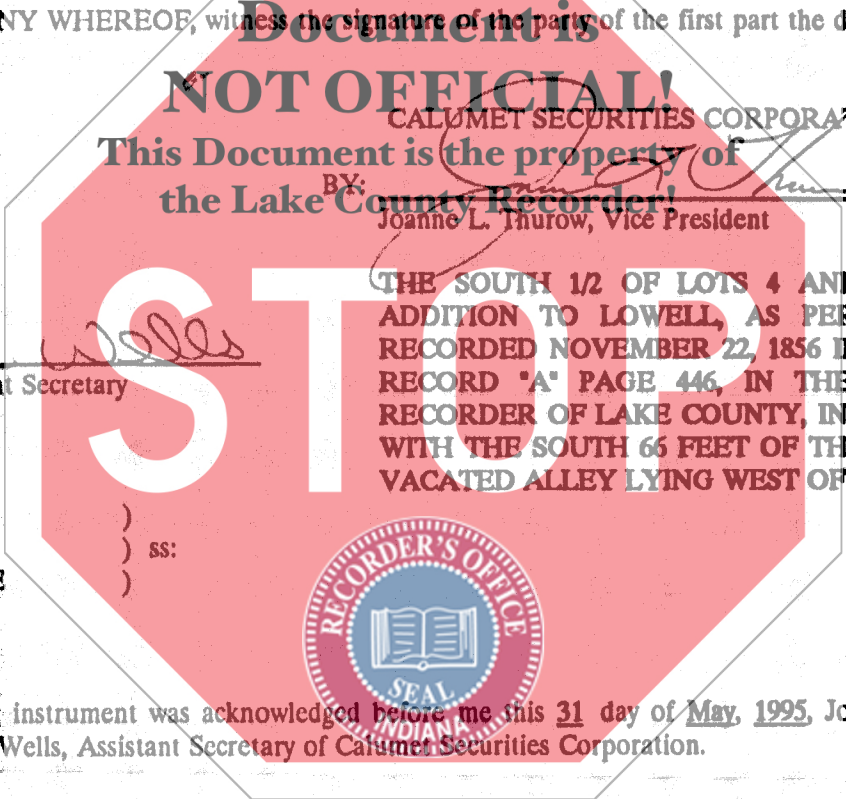 NY WHEREOF, witness the signature of the party of the first part the d
Document is
NOT OFFICIAL!
CALUMET SECURITIES CORPORA
This Document is the property of
BY:
the Lake County Recorder!
Joanne L. Thurow, Vice President
THE SOUTH 1/2 OF LOTS 4 AN
ADDITION TO LOWELL, AS PER
RECORDED NOVEMBER 22, 1856 I
RECORD "A" PAGE 446, IN THE
RECORDER OF LAKE COUNTY, IN
WITH THE SOUTH 66 FEET OF TH
VACATED ALLEY LYING WEST OF
Wells
t Secretary
STOP
)
) ss:
E )
RECORDER'S OFFICE
SEAL
INDIANA
instrument was acknowledged before me this 31 day of May, 1995, Jo
Wells, Assistant Secretary of Calumet Securities Corporation.